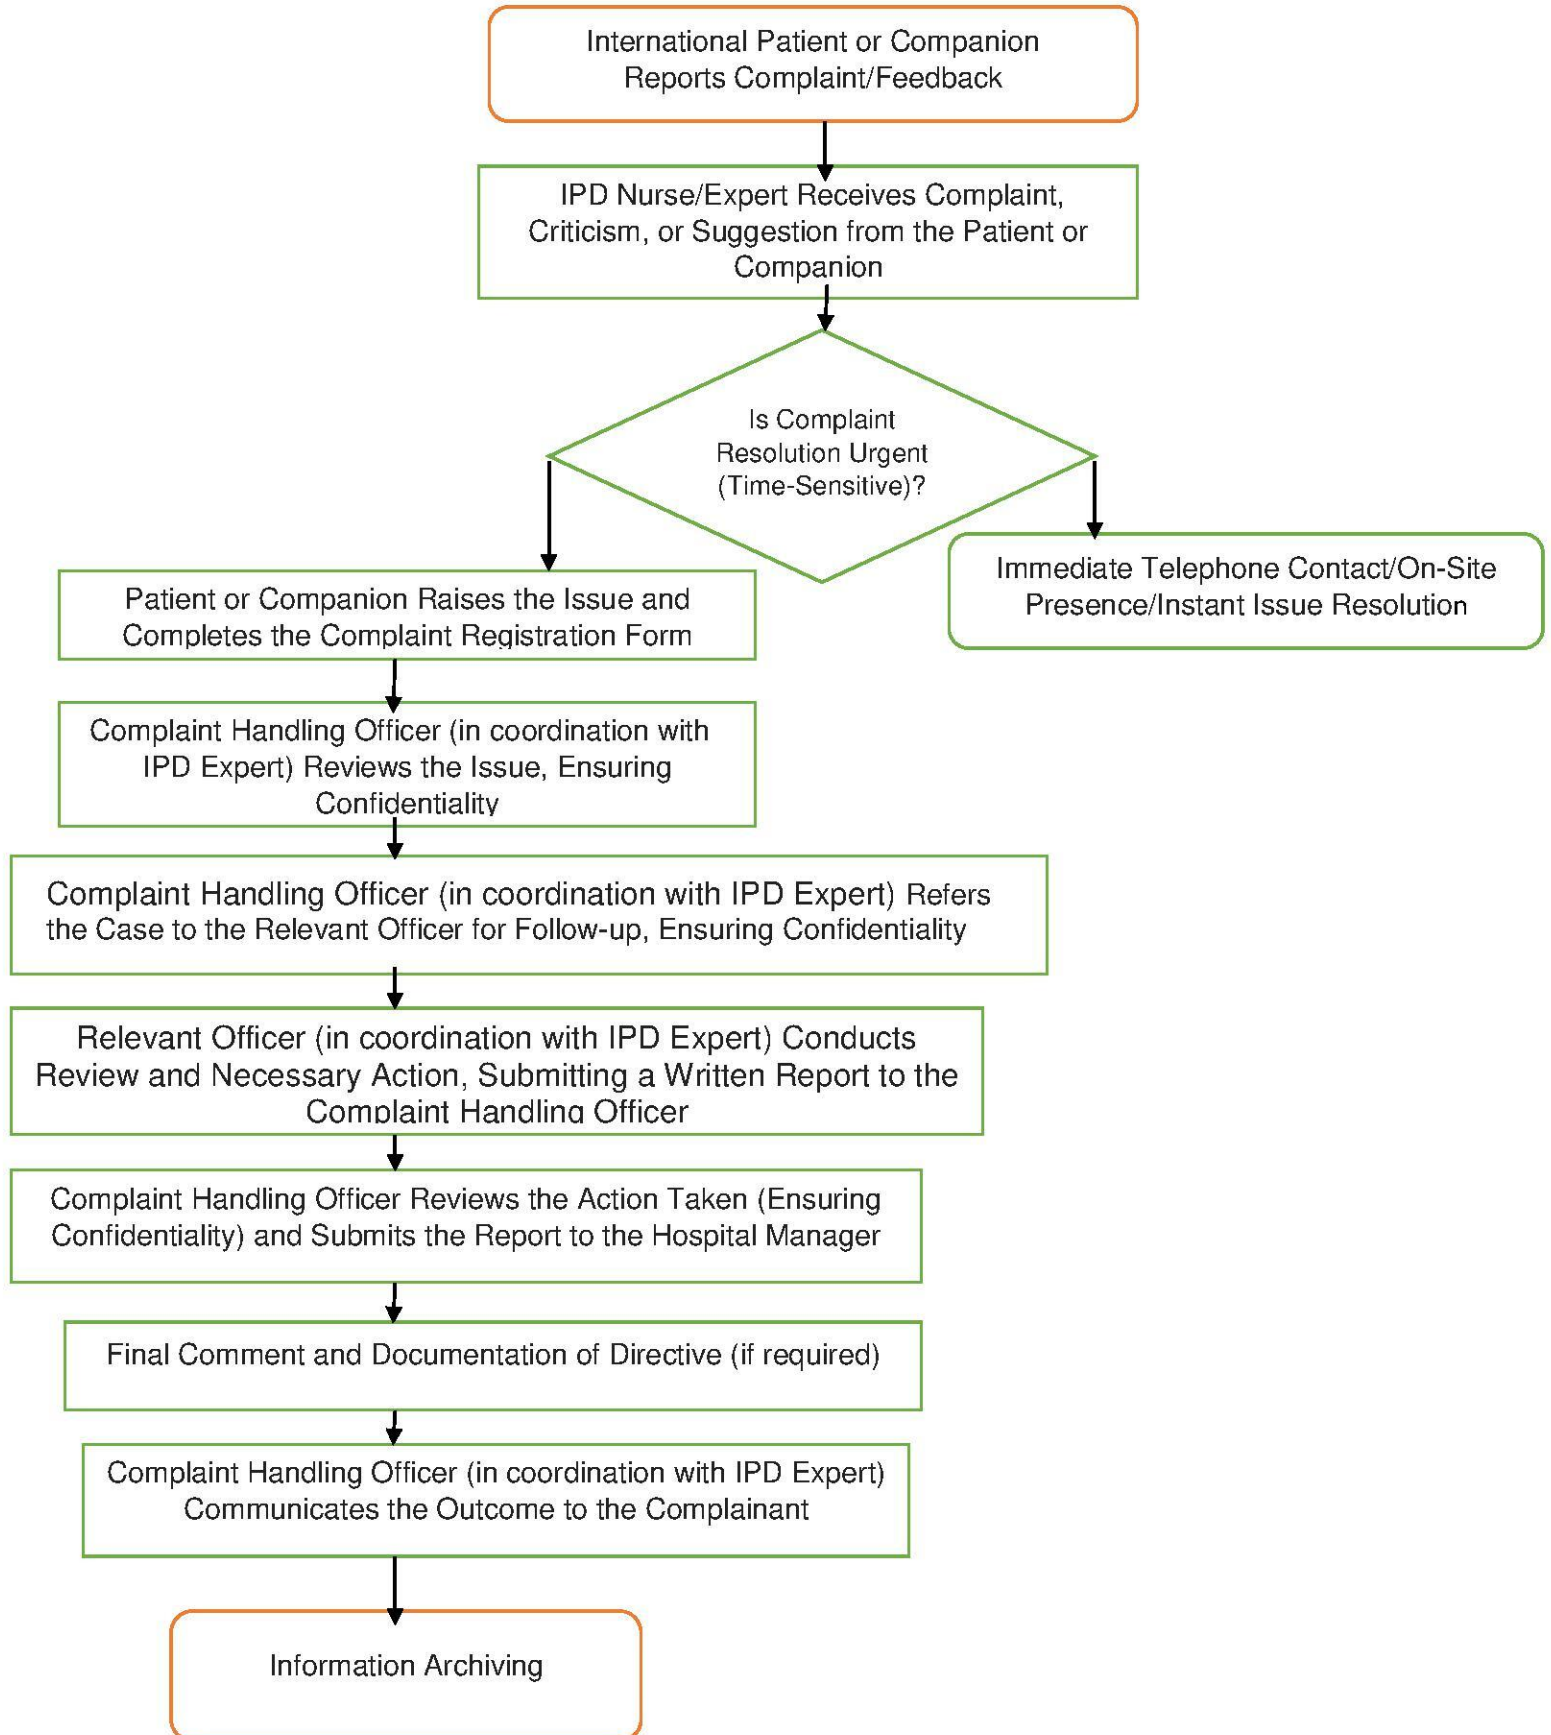 International Patient or Companion
Reports Complaint/Feedback
IPD Nurse/Expert Receives Complaint,
Criticism, or Suggestion from the Patient or
Companion
Is Complaint
Resolution Urgent
(Time-Sensitive)?
Immediate Telephone Contact/On-Site
Presence/Instant Issue Resolution
Patient or Companion Raises the Issue and
Completes the Complaint Registration Form
Complaint Handling Officer (in coordination with
IPD Expert) Reviews the Issue, Ensuring
Confidentiality
Complaint Handling Officer (in coordination with IPD Expert) Refers
the Case to the Relevant Officer for Follow-up, Ensuring Confidentiality
Relevant Officer (in coordination with IPD Expert) Conducts
Review and Necessary Action, Submitting a Written Report to the
Complaint Handling Officer
Complaint Handling Officer Reviews the Action Taken (Ensuring
Confidentiality) and Submits the Report to the Hospital Manager
Final Comment and Documentation of Directive (if required)
Complaint Handling Officer (in coordination with IPD Expert)
Communicates the Outcome to the Complainant
Information Archiving